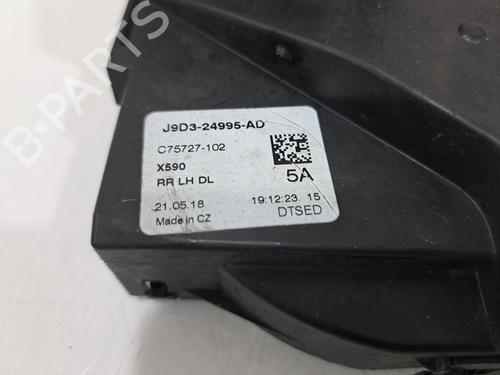 J9D3-24995-AD
C75727-102
X590
RR LH DL
5A
21.05.18 19:12:23 15
Made in CZ DTSED
B-PARTS